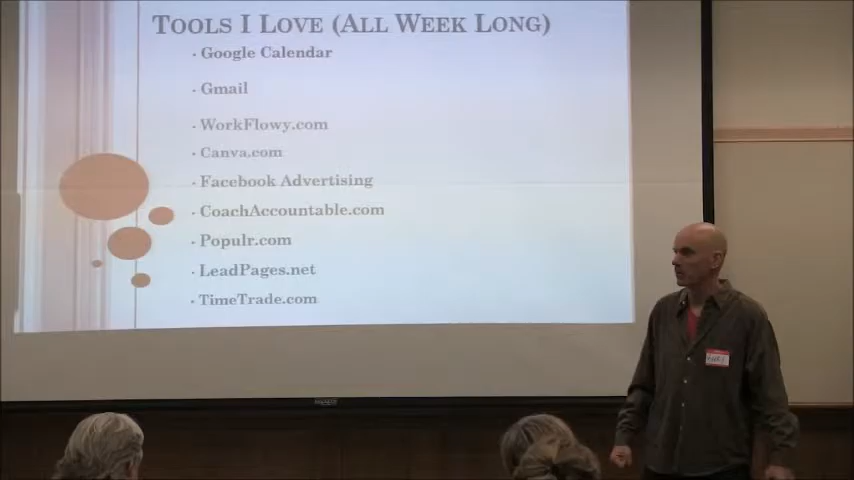 TOOLS I LOVE (ALL WEEK LONG)
· Google Calendar
· Gmail
· WorkFlowy.com
· Canva.com
· Facebook Advertising
· CoachAccountable.com
· Populr.com
· LeadPages.net
· TimeTrade.com